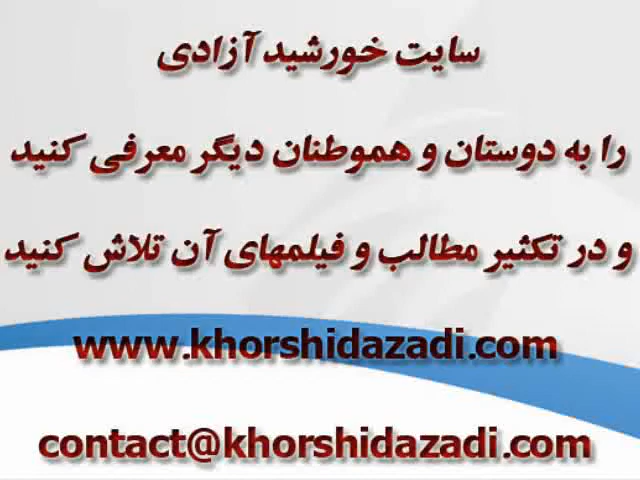 سایت خورشید آزادی
را به دوستان و هموطنان دیگر معرفی کنید
و در تکثیر مطالب و فیلمهای آن تلاش کنید
www.khorshidazadi.com
contact@khorshidazadi.com